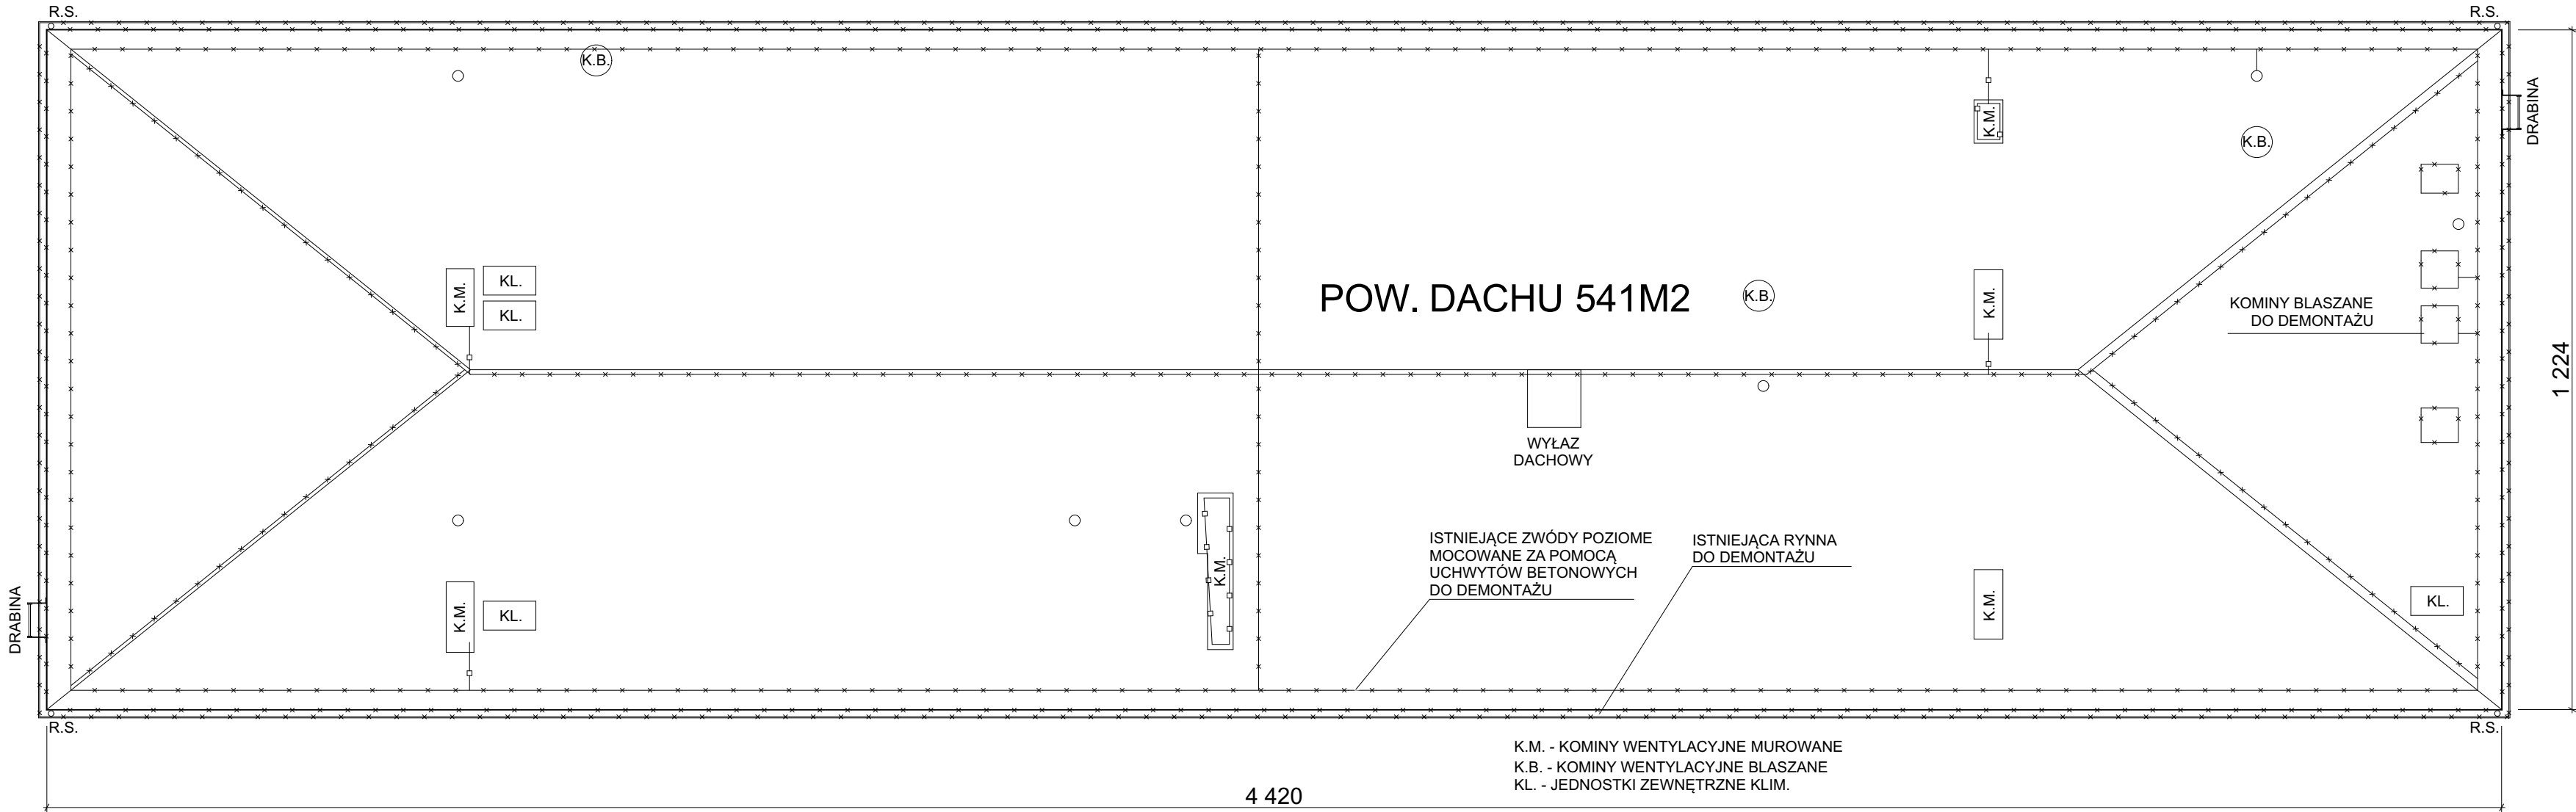 R.S.
R.S.
K.B.
K.M.
DRABINA
K.B.
KL.
K.M.
KL.
POW. DACHU 541M2
K.B.
K.M.
KOMINY BLASZANE
DO DEMONTAŻU
1 224
WYŁAZ
DACHOWY
ISTNIEJĄCE ZWÓDY POZIOME
MOCOWANE ZA POMOCĄ
UCHWYTÓW BETONOWYCH
DO DEMONTAŻU
ISTNIEJĄCA RYNNA
DO DEMONTAŻU
K.M.
DRABINA
K.M.
KL.
K.M.
KL.
R.S.
R.S.
K.M. - KOMINY WENTYLACYJNE MUROWANE
K.B. - KOMINY WENTYLACYJNE BLASZANE
KL. - JEDNOSTKI ZEWNĘTRZNE KLIM.
4 420